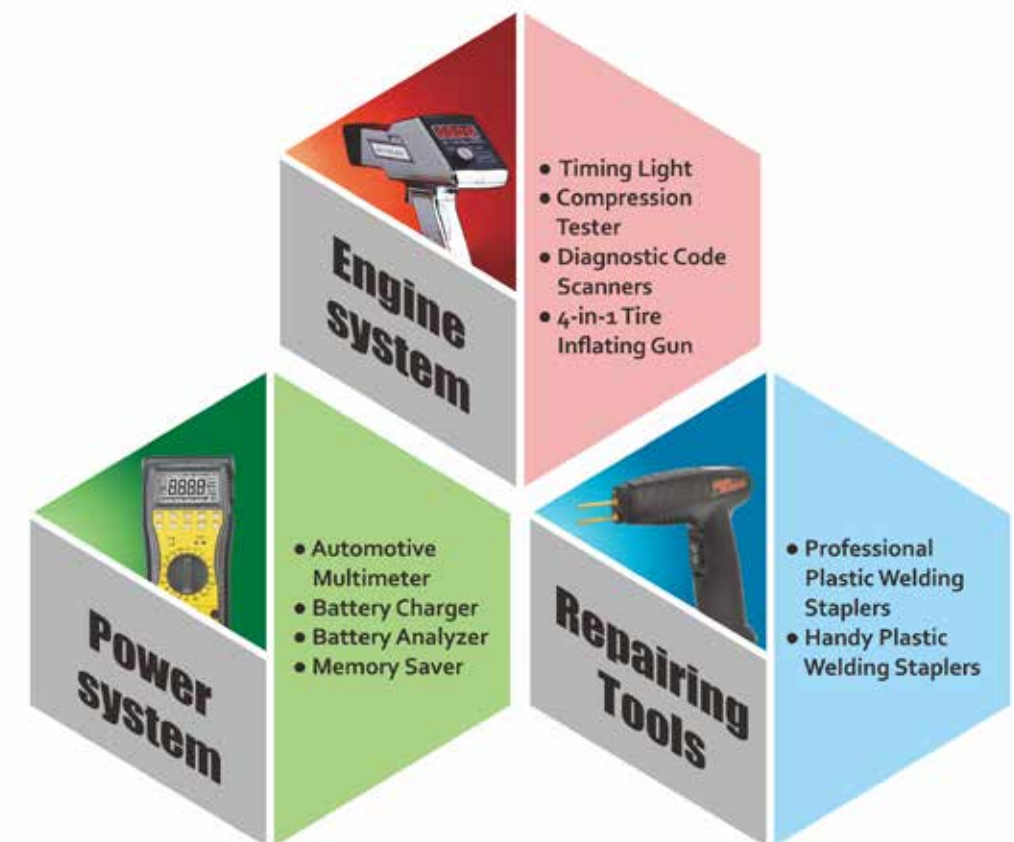 Engine
system
● Timing Light
● Compression
Tester
● Diagnostic Code
Scanners
● 4-in-1 Tire
Inflating Gun
Power
system
8888
● Automotive
Multimeter
● Battery Charger
● Battery Analyzer
● Memory Saver
Repairing
Tools
● Professional
Plastic Welding
Staplers
● Handy Plastic
Welding Staplers